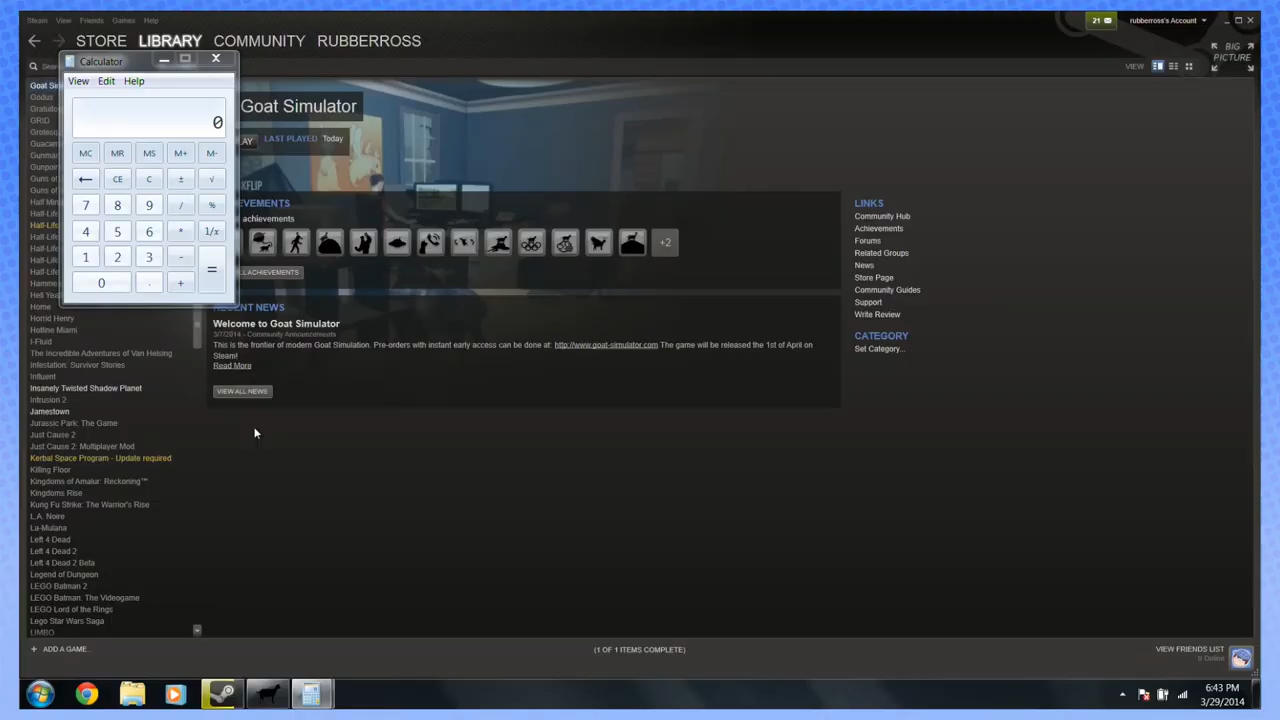 Steam View Friends Games Help
21 rubberross's Account
STORE LIBRARY COMMUNITY RUBBERROSS
BIG PICTURE
VIEW
Calculator
View Edit Help
0
MC MR MS M+ M-
← CE C ± √
7 8 9 / %
4 5 6 * 1/x
1 2 3 - =
0 . +
Goat Simulator
LAST PLAYED Today
achievements
+2
RECENT NEWS
Welcome to Goat Simulator
3/7/2014 - Community Announcements
This is the frontier of modern Goat Simulation. Pre-orders with instant early access can be done at: http://www.goat-simulator.com The game will be released the 1st of April on
Steam!
Read More
VIEW ALL NEWS
LINKS
Community Hub
Achievements
Forums
Related Groups
News
Store Page
Community Guides
Support
Write Review
CATEGORY
Set Category...
Godus
GRID
Home
Horrid Henry
Hotline Miami
I-Fluid
The Incredible Adventures of Van Helsing
Infestation: Survivor Stories
Influent
Insanely Twisted Shadow Planet
Intrusion 2
Jamestown
Jurassic Park: The Game
Just Cause 2
Just Cause 2: Multiplayer Mod
Kerbal Space Program - Update required
Killing Floor
Kingdoms of Amalur: Reckoning™
Kingdoms Rise
Kung Fu Strike: The Warrior's Rise
L.A. Noire
La-Mulana
Left 4 Dead
Left 4 Dead 2
Left 4 Dead 2 Beta
Legend of Dungeon
LEGO Batman 2
LEGO Batman: The Videogame
LEGO Lord of the Rings
Lego Star Wars Saga
LIMBO
+ ADD A GAME...
(1 OF 1 ITEMS COMPLETE)
VIEW FRIENDS LIST
Online
6:43 PM
3/29/2014